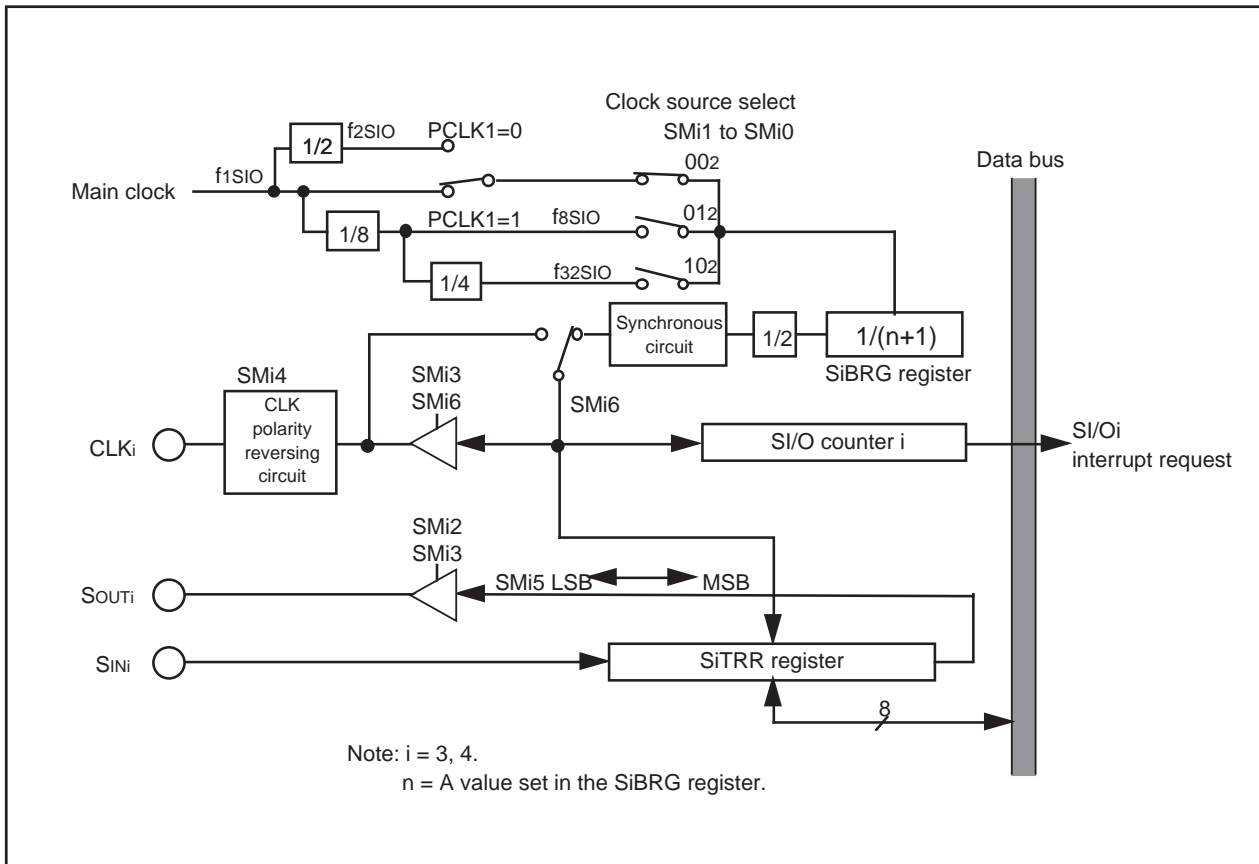 Clock source select
SMi1 to SMi0
Data bus
1/2
f2SIO
PCLK1=0
002
Main clock
f1SIO
1/8
PCLK1=1
f8SIO
012
1/4
f32SIO
102
Synchronous
circuit
1/2
1/(n+1)
SiBRG register
SMi4
SMi3
SMi6
SMi6
CLKi
CLK
polarity
reversing
circuit
SI/O counter i
SI/Oi
interrupt request
SMi2
SMi3
SOUTi
SMi5 LSB
MSB
SINi
SiTRR register
8
Note: i = 3, 4.
n = A value set in the SiBRG register.